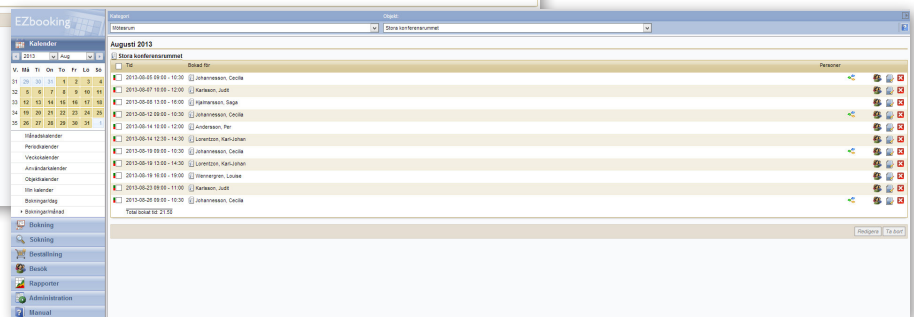 EZbooking
Kategori Objekt
Mötesrum Stora konferensrummet
Kalender
2013 Aug
V. Må Ti On To Fr Lö Sö
31 29 30 31 1 2 3 4
32 5 6 7 8 9 10 11
33 12 13 14 15 16 17 18
34 19 20 21 22 23 24 25
35 26 27 28 29 30 31 1
Månadskalender
Periodkalender
Veckokalender
Användarkalender
Objektkalender
Min kalender
Bokningar/dag
Bokningar/månad
Bokning
Sökning
Beställning
Besök
Rapporter
Administration
Manual
Augusti 2013
Stora konferensrummet
Tid Bokad för Personer
2013-08-05 09:00 - 10:30 Johannesson, Cecilia
2013-08-07 10:00 - 12:00 Karlsson, Judit
2013-08-08 13:00 - 16:00 Hjalmarsson, Saga
2013-08-12 09:00 - 10:30 Johannesson, Cecilia
2013-08-14 10:00 - 12:00 Andersson, Per
2013-08-14 12:30 - 14:30 Lorentzon, Karl-Johan
2013-08-19 09:00 - 10:30 Johannesson, Cecilia
2013-08-19 13:00 - 14:30 Lorentzon, Karl-Johan
2013-08-19 16:00 - 19:00 Wennergren, Louise
2013-08-23 09:00 - 11:00 Karlsson, Judit
2013-08-26 09:00 - 10:30 Johannesson, Cecilia
Total bokad tid: 21:50
Redigera Ta bort